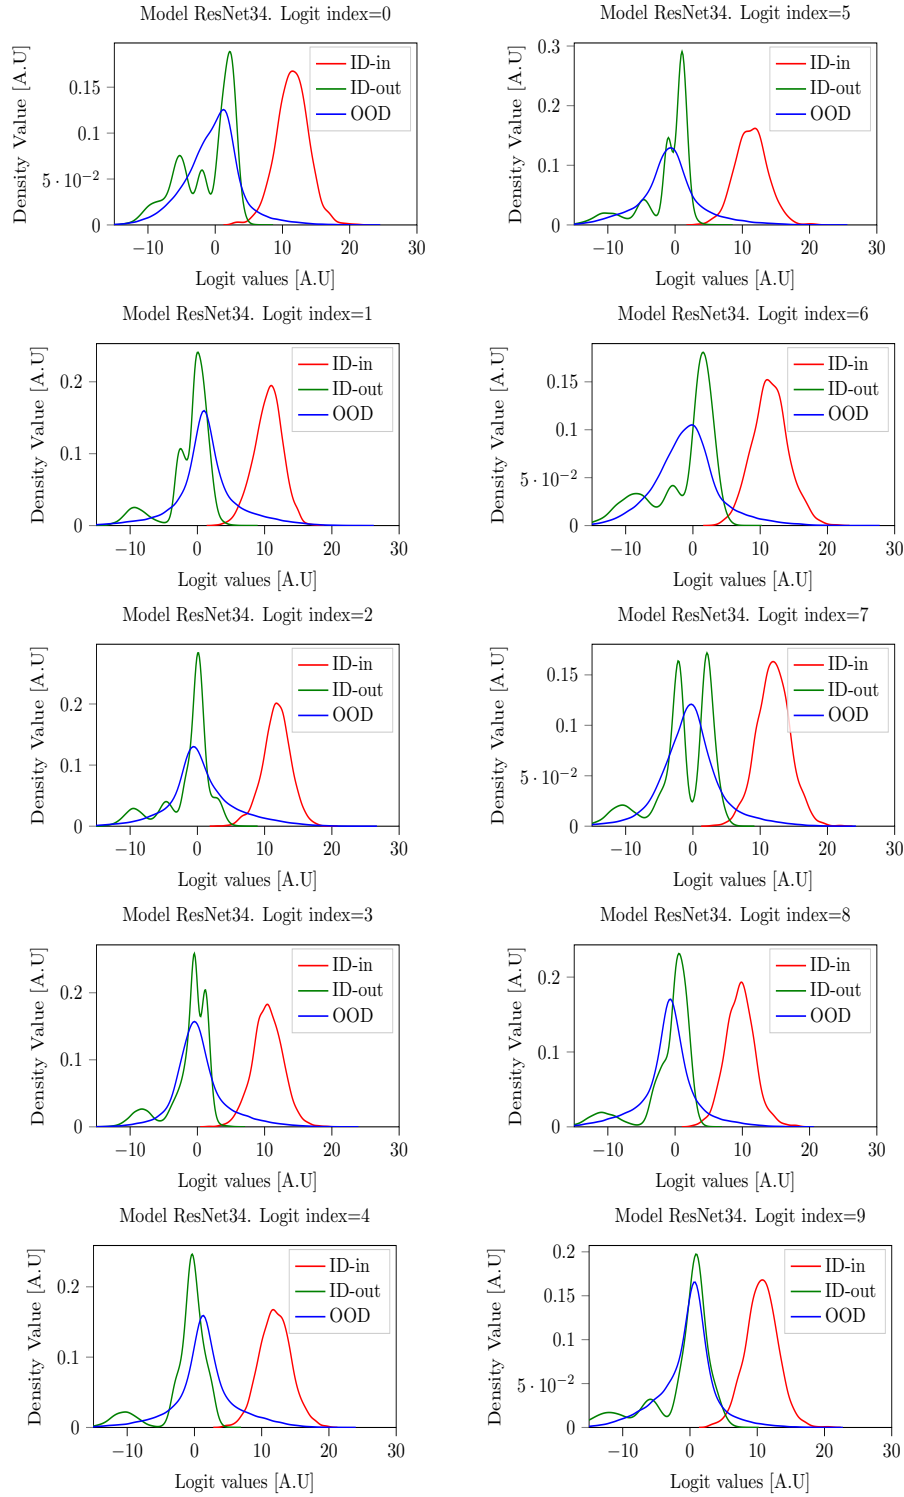 Model ResNet34. Logit index=0
Density Value [A.U]
0.15
0.1
5 · 10⁻²
0
−10 0 10 20 30
Logit values [A.U]
ID-in
ID-out
OOD
Model ResNet34. Logit index=5
Density Value [A.U]
0.3
0.2
0.1
0
−10 0 10 20 30
Logit values [A.U]
ID-in
ID-out
OOD
Model ResNet34. Logit index=1
Density Value [A.U]
0.2
0.1
0
−10 0 10 20 30
Logit values [A.U]
ID-in
ID-out
OOD
Model ResNet34. Logit index=6
Density Value [A.U]
0.15
0.1
5 · 10⁻²
0
−10 0 10 20 30
Logit values [A.U]
ID-in
ID-out
OOD
Model ResNet34. Logit index=2
Density Value [A.U]
0.2
0.1
0
−10 0 10 20 30
Logit values [A.U]
ID-in
ID-out
OOD
Model ResNet34. Logit index=7
Density Value [A.U]
0.15
0.1
5 · 10⁻²
0
−10 0 10 20 30
Logit values [A.U]
ID-in
ID-out
OOD
Model ResNet34. Logit index=3
Density Value [A.U]
0.2
0.1
0
−10 0 10 20 30
Logit values [A.U]
ID-in
ID-out
OOD
Model ResNet34. Logit index=8
Density Value [A.U]
0.2
0.1
0
−10 0 10 20 30
Logit values [A.U]
ID-in
ID-out
OOD
Model ResNet34. Logit index=4
Density Value [A.U]
0.2
0.1
0
−10 0 10 20 30
Logit values [A.U]
ID-in
ID-out
OOD
Model ResNet34. Logit index=9
Density Value [A.U]
0.2
0.15
0.1
5 · 10⁻²
0
−10 0 10 20 30
Logit values [A.U]
ID-in
ID-out
OOD